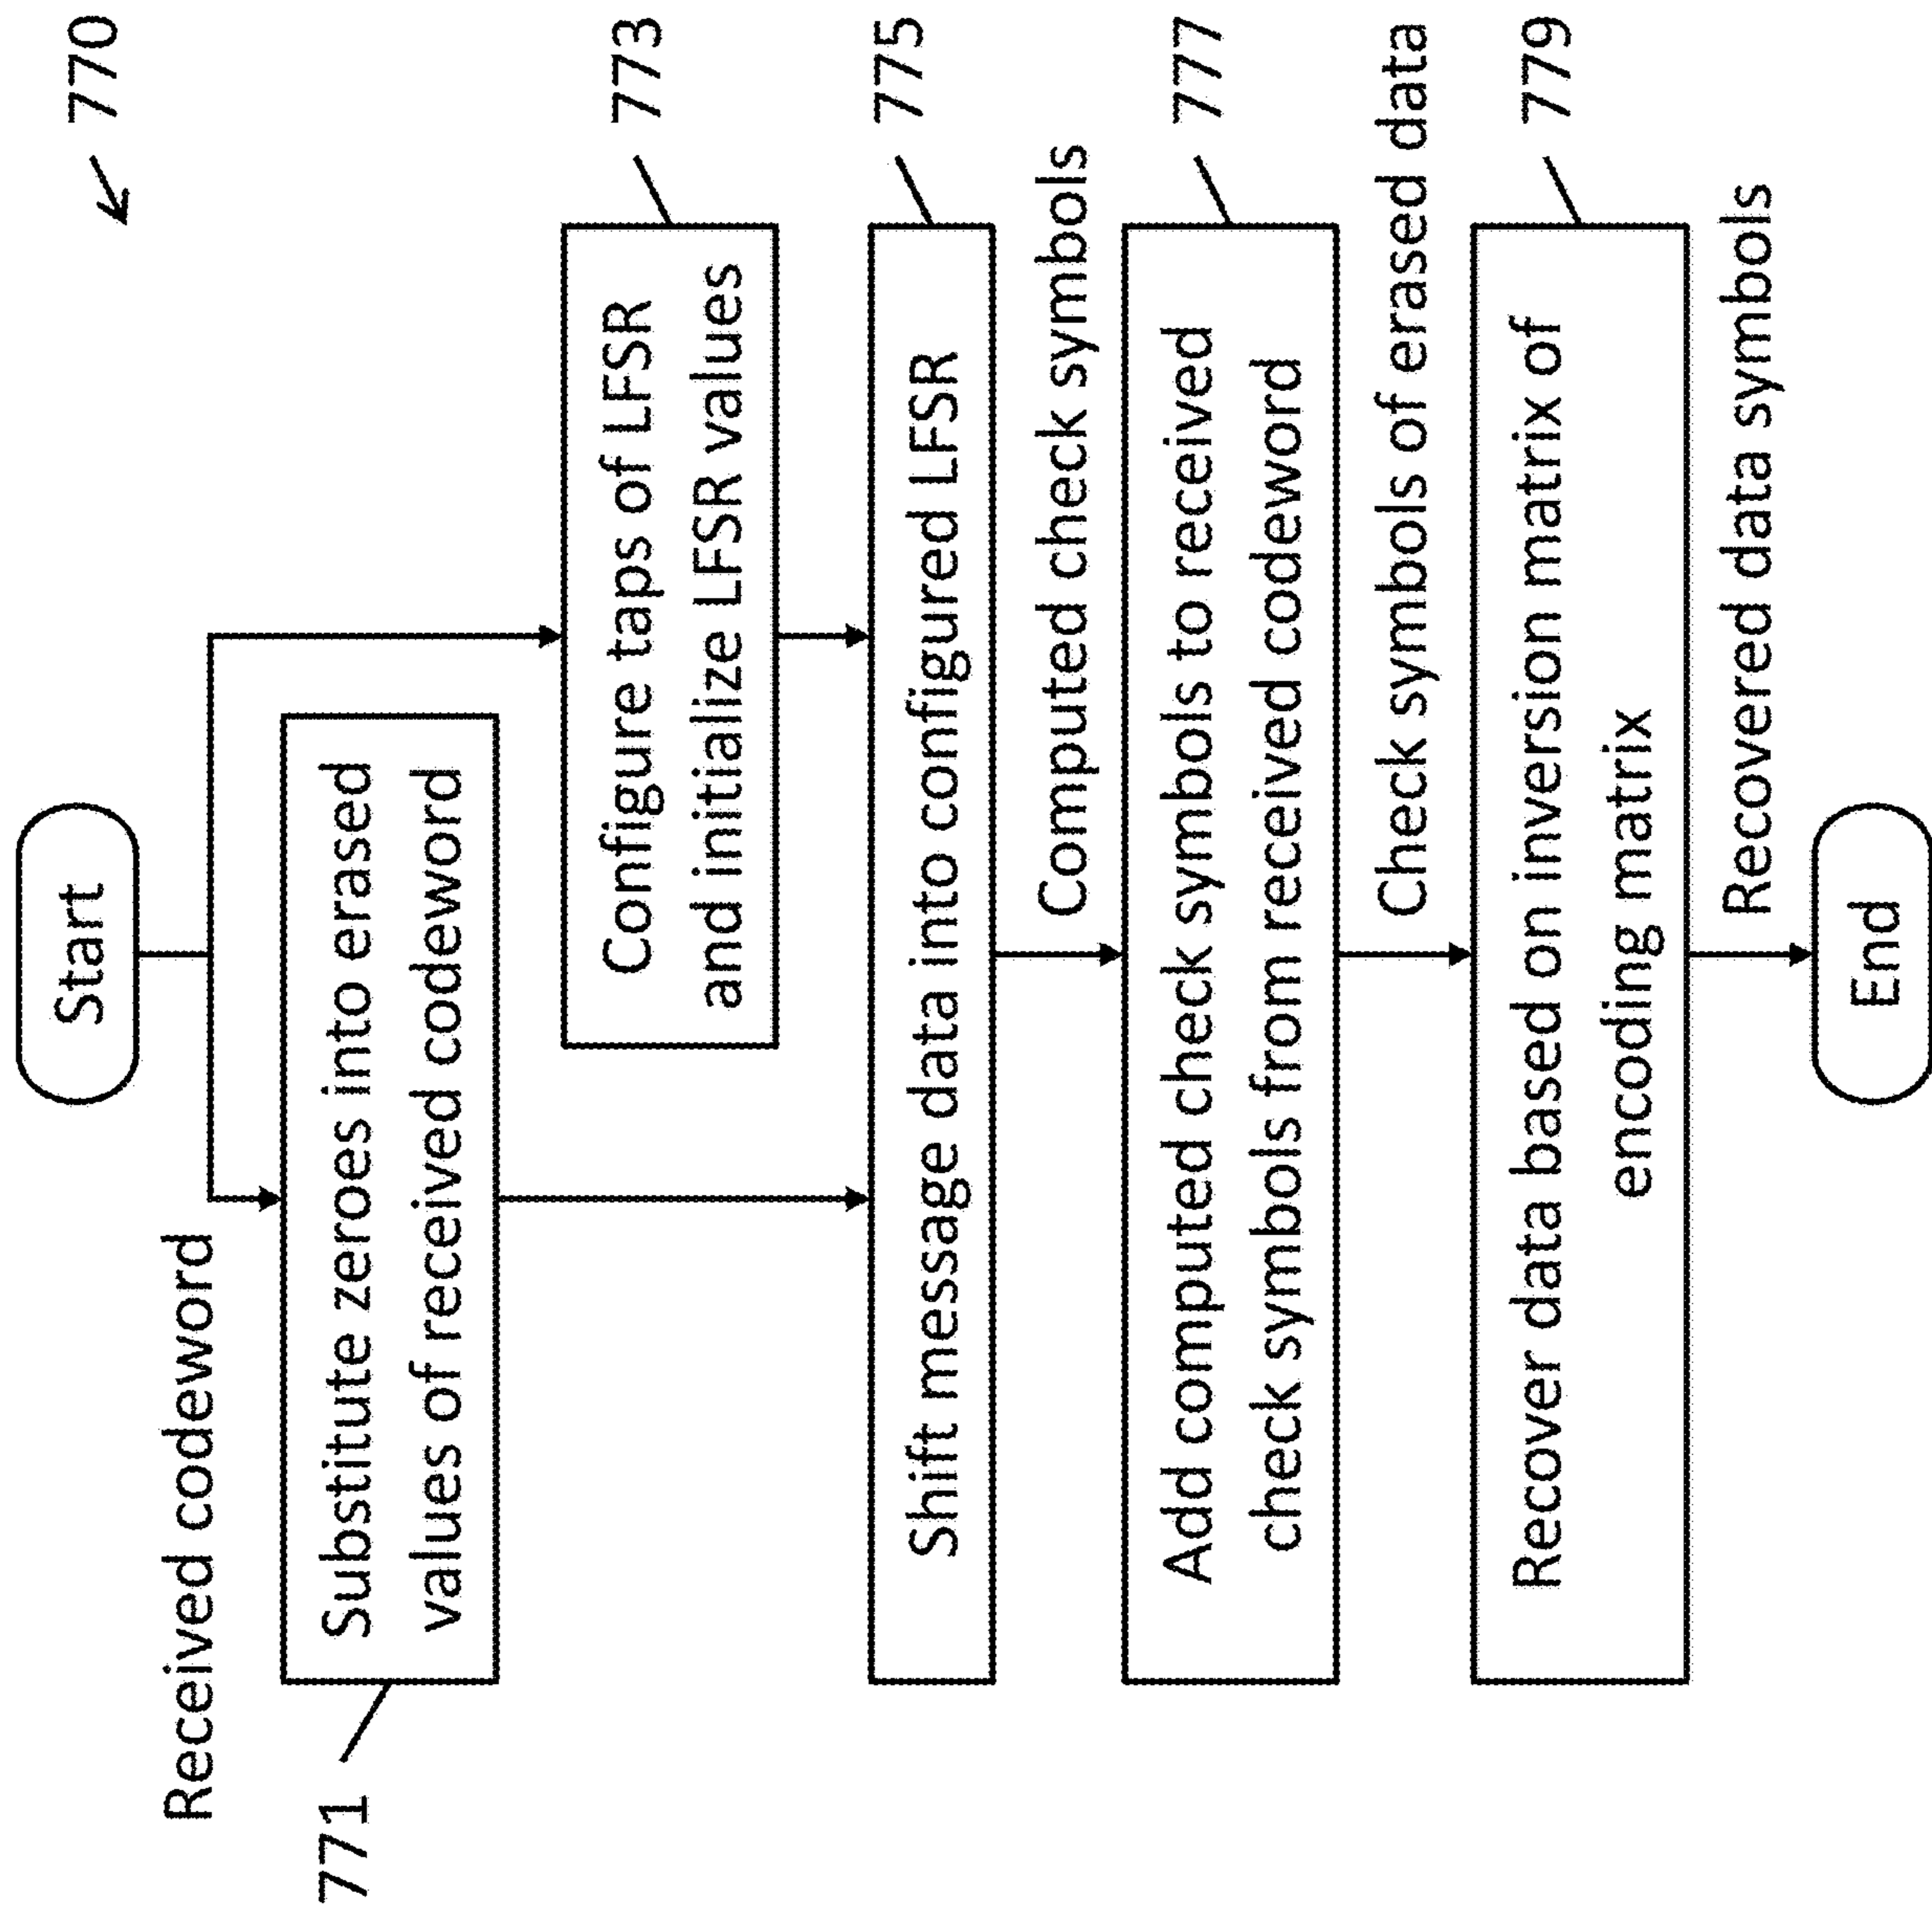 770
Start
Received codeword
771
Substitute zeroes into erased
values of received codeword
773
Configure taps of LFSR
and initialize LFSR values
775
Shift message data into configured LFSR
Computed check symbols
777
Add computed check symbols to received
check symbols from received codeword
Check symbols of erased data
779
Recover data based on inversion matrix of
encoding matrix
Recovered data symbols
End